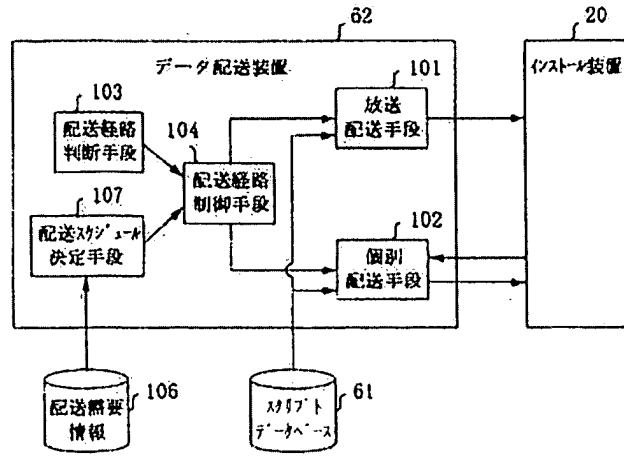 62
20
データ配送装置
インストール装置
103
配送経路
判断手段
104
配送経路
制御手段
101
放送
配送手段
107
配送スケジュール
決定手段
102
個別
配送手段
配送概要
情報
106
スクリプト
データベース
61